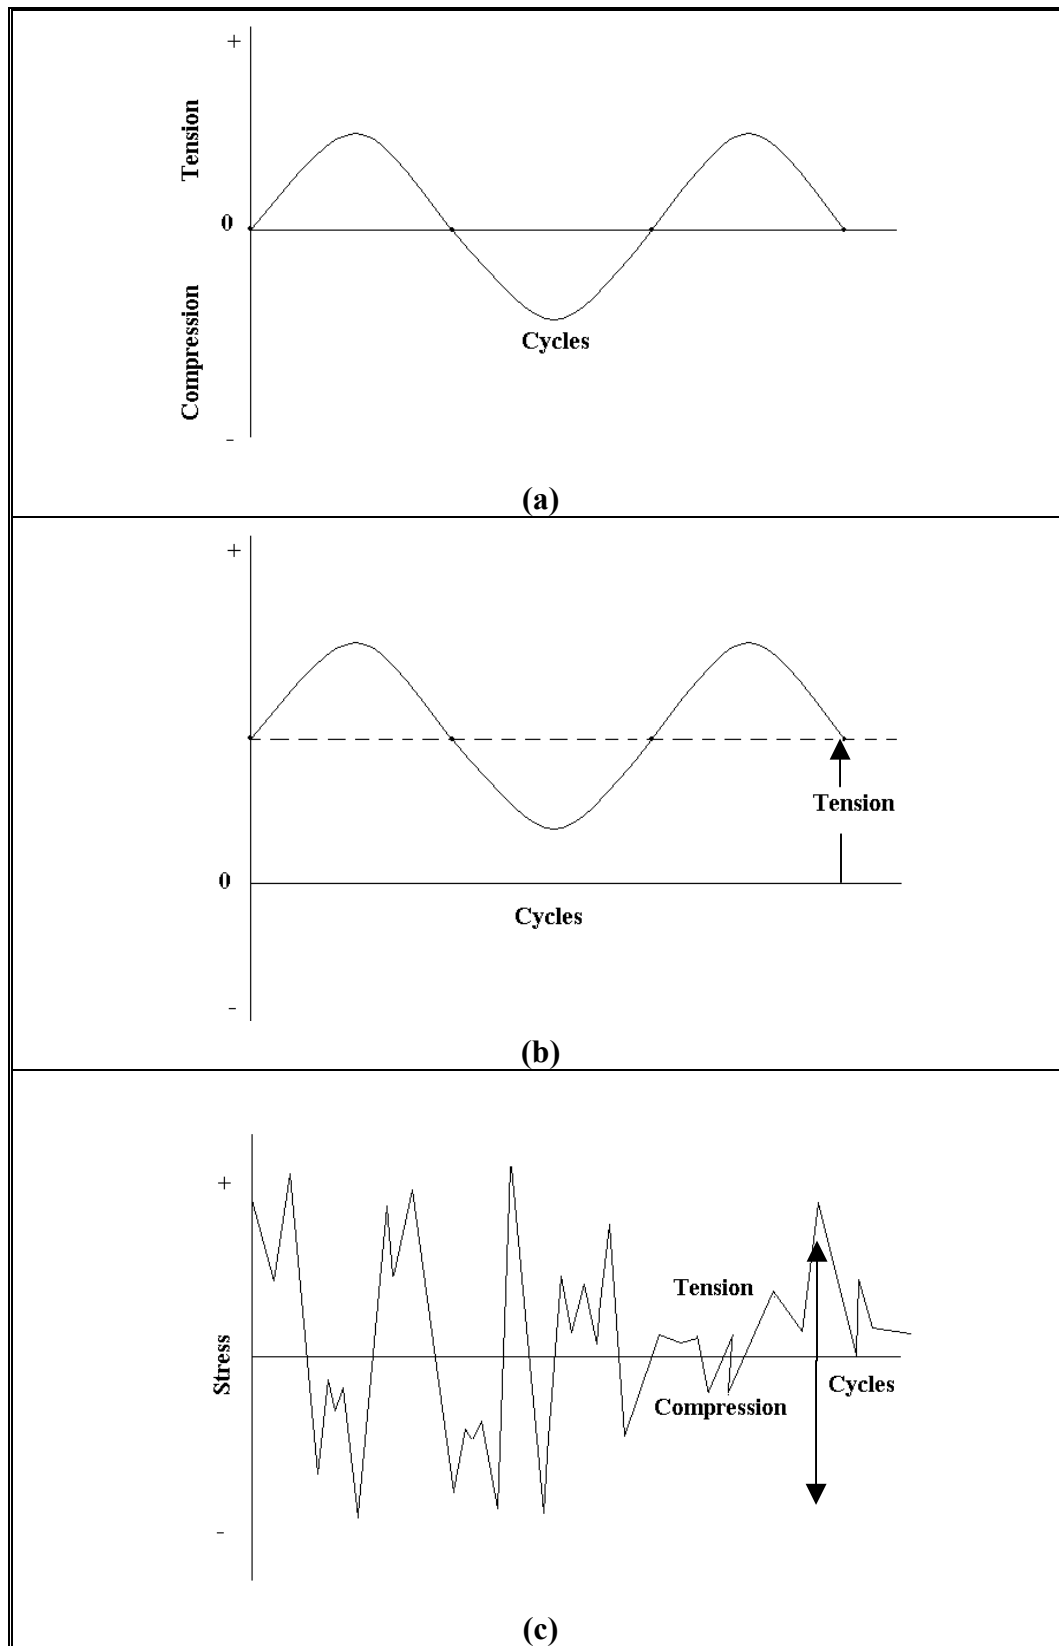 +
Tension
0
Compression
Cycles
-
(a)
+
Tension
0
Cycles
-
(b)
+
Tension
Stress
Cycles
Compression
-
(c)